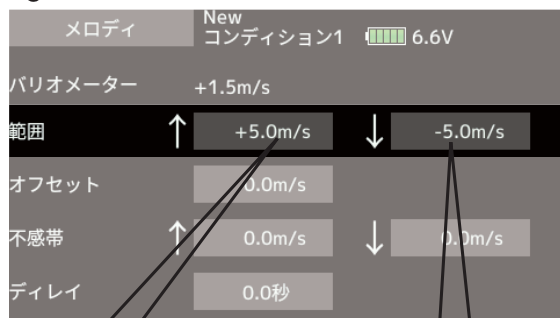 メロディ
New
コンディション1 6.6V
バリオメーター +1.5m/s
範囲 ↑ +5.0m/s ↓ -5.0m/s
オフセット 0.0m/s
不感帯 ↑ 0.0m/s ↓ 0.0m/s
ディレイ 0.0秒